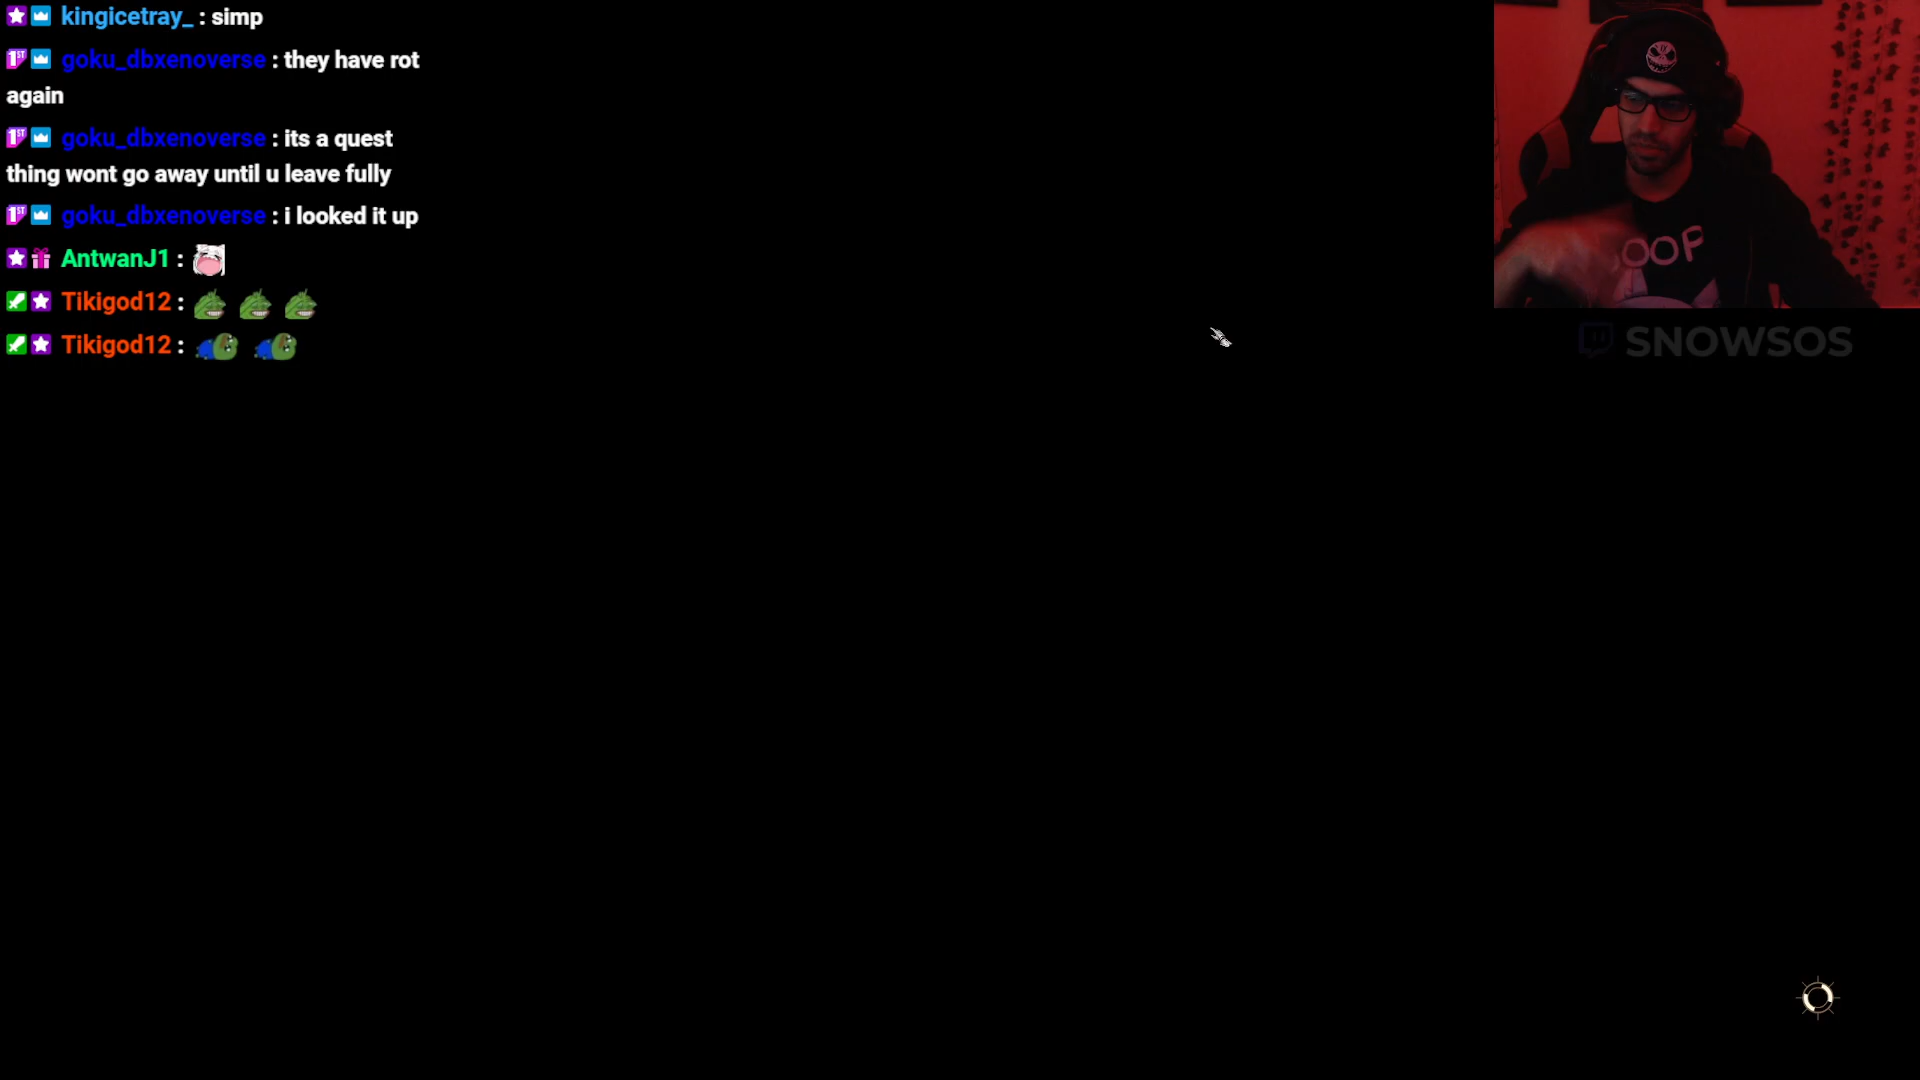 kingicetray_ : simp
goku_dbxenoverse : they have rot
again
goku_dbxenoverse : its a quest
thing wont go away until u leave fully
goku_dbxenoverse : i looked it up
AntwanJ1 :
Tikigod12 :
Tikigod12 :
OOF
SNOWSOS